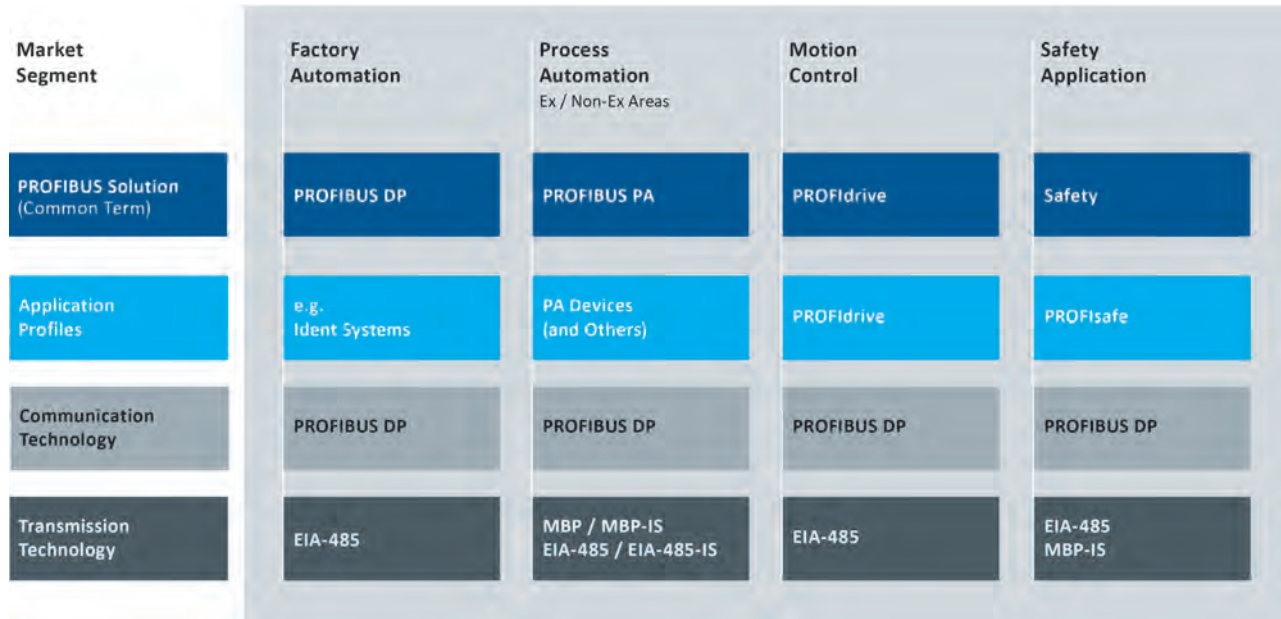 Market
Segment
Factory
Automation
Process
Automation
Ex / Non-Ex Areas
Motion
Control
Safety
Application
PROFIBUS Solution
(Common Term)
PROFIBUS DP
PROFIBUS PA
PROFIdrive
Safety
Application
Profiles
e.g.
Ident Systems
PA Devices
(and Others)
PROFIdrive
PROFIsafe
Communication
Technology
PROFIBUS DP
PROFIBUS DP
PROFIBUS DP
PROFIBUS DP
Transmission
Technology
EIA-485
MBP / MBP-IS
EIA-485 / EIA-485-IS
EIA-485
EIA-485
MBP-IS